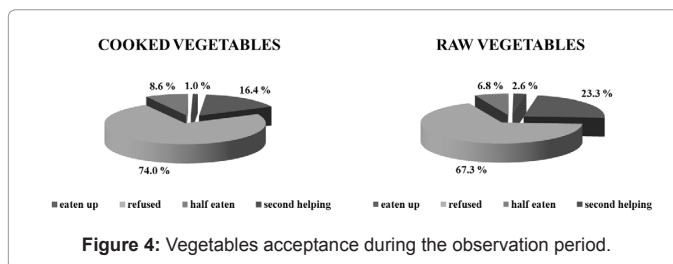 COOKED VEGETABLES
8.6 %
1.0 %
16.4 %
74.0 %
■ eaten up ■ refused ■ half eaten ■ second helping
RAW VEGETABLES
6.8 %
2.6 %
23.3 %
67.3 %
■ eaten up ■ refused ■ half eaten ■ second helping
Figure 4: Vegetables acceptance during the observation period.